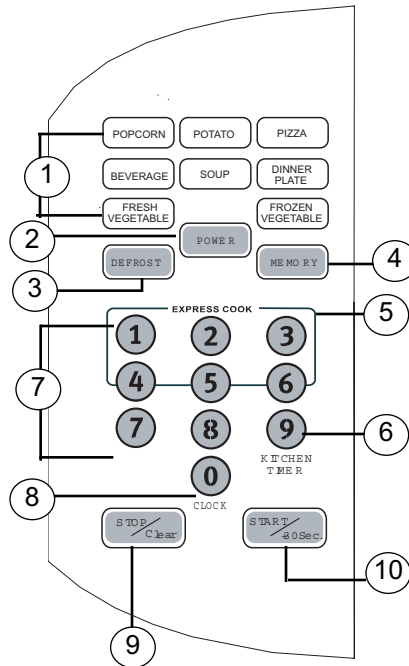 POPCORN POTATO PIZZA
1
BEVERAGE SOUP DINNER PLATE
FRESH VEGETABLE FROZEN VEGETABLE
2
POWER
DEFROST MEMORY
4
3
EXPRESS COOK
5
1 2 3
4 5 6
7
7 8 9
6
KITCHEN
TIMER
0
8
CLOCK
STOP/Clear START/+30Sec.
10
9